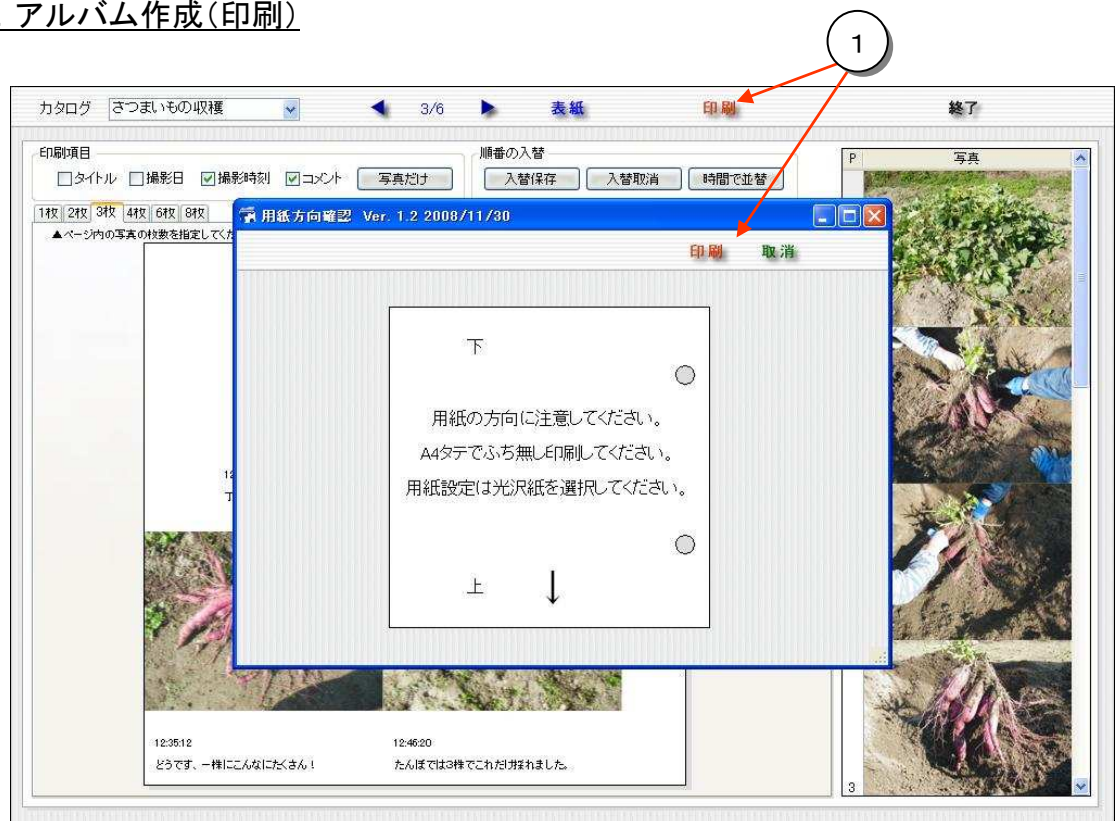 アルバム作成(印刷)
1
カタログ さつまいもの収穫 3/6 表紙 印刷 終了
印刷項目 順番の入替
タイトル 撮影日 撮影時刻 コメント 写真だけ 入替保存 入替取消 時間で並替
P 写真
1枚 2枚 3枚 4枚 6枚 8枚
▲ページ内の写真の枚数を指定してくだ
用紙方向確認 Ver. 1.2 2008/11/30
印刷 取消
下
用紙の方向に注意してください。
A4タテでふち無し印刷してください。
用紙設定は光沢紙を選択してください。
上 ↓
12:35:12 12:46:20
どうです、一株にこんなにたくさん! たんぼでは3株でこれだけ採れました。
3